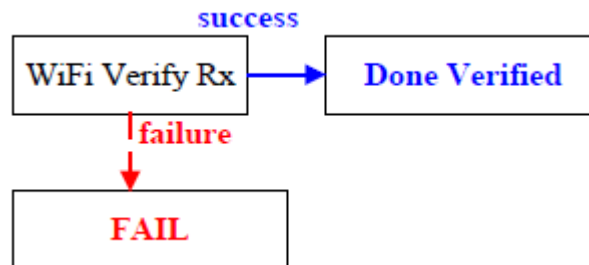 success
WiFi Verify Rx
Done Verified
failure
FAIL